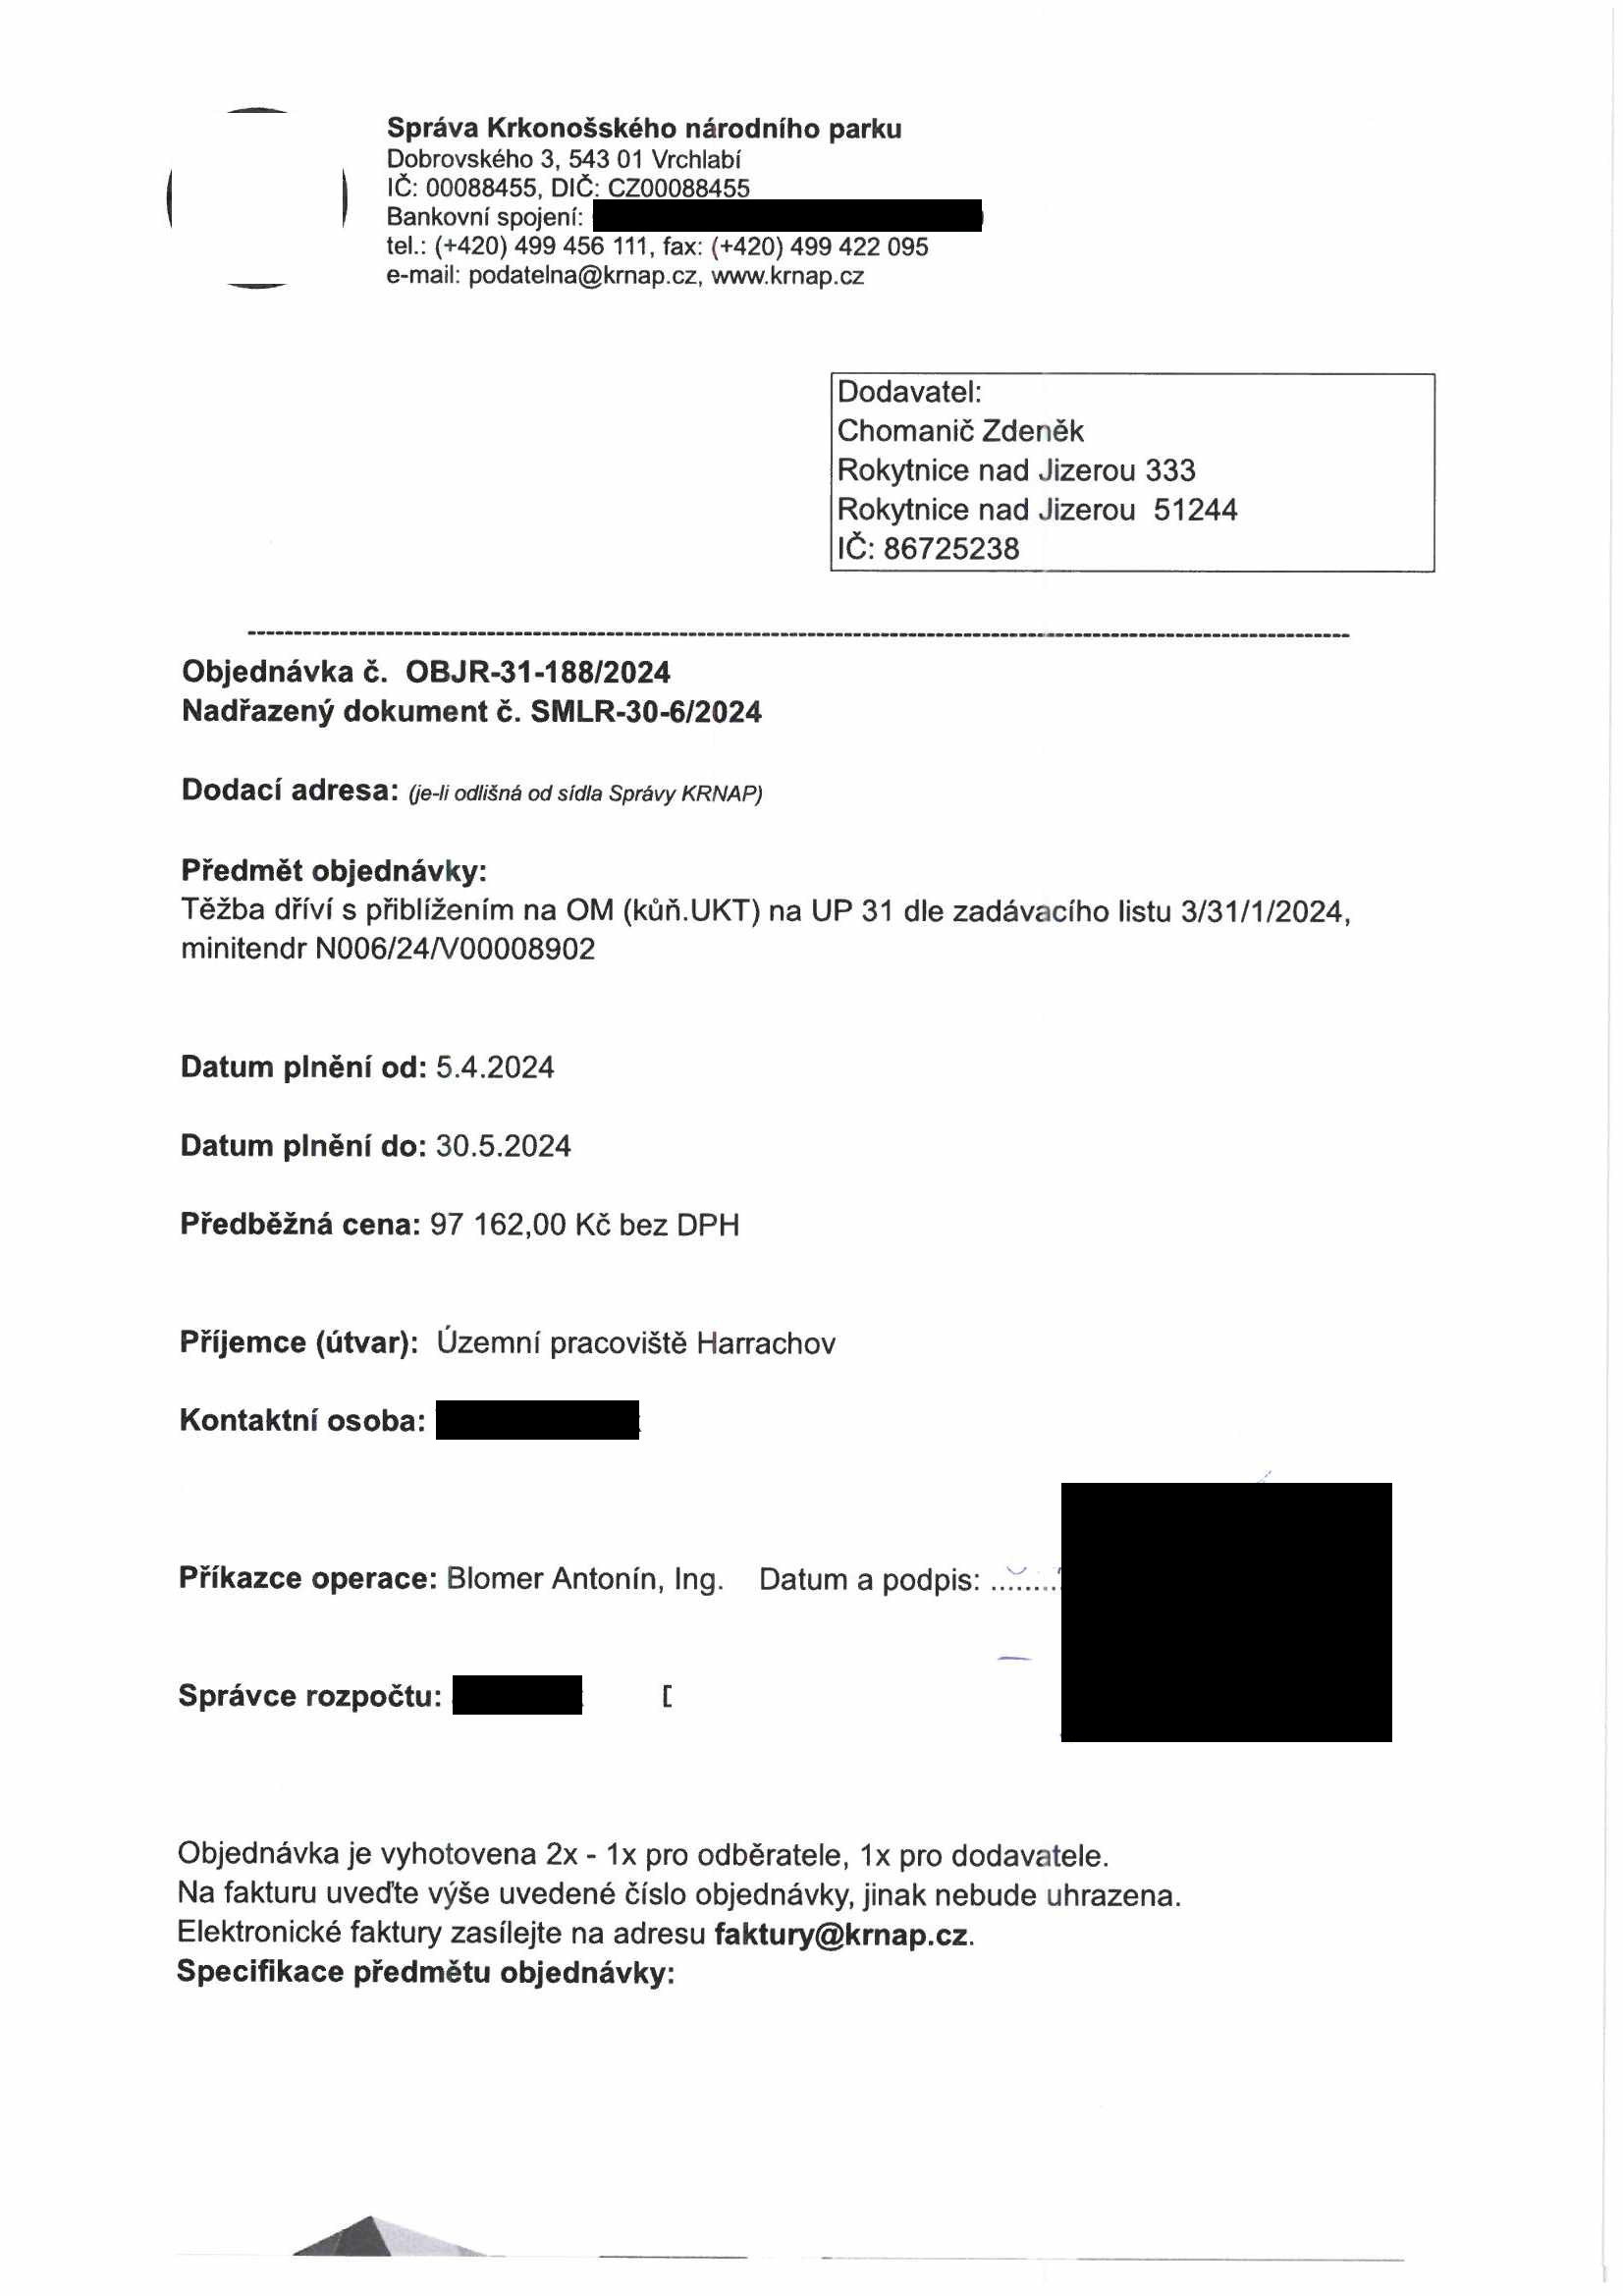 Správa Krkonošského národního parku
Dobrovského 3, 543 01 Vrchlabí
IČ: 00088455, DIČ: CZ00088455
Bankovní spojení:
tel.: (+420) 499 456 111, fax: (+420) 499 422 095
e-mail: podatelna@krnap.cz, www.krnap.cz
Dodavatel:
Chomanič Zdeněk
Rokytnice nad Jizerou 333
Rokytnice nad Jizerou  51244
IČ: 86725238
Objednávka č.  OBJR-31-188/2024
Nadřazený dokument č. SMLR-30-6/2024
Dodací adresa: (je-li odlišná od sídla Správy KRNAP)
Předmět objednávky:
Těžba dříví s přiblížením na OM (kůň.UKT) na UP 31 dle zadávacího listu 3/31/1/2024,
minitendr N006/24/V00008902
Datum plnění od: 5.4.2024
Datum plnění do: 30.5.2024
Předběžná cena: 97 162,00 Kč bez DPH
Příjemce (útvar):  Územní pracoviště Harrachov
Kontaktní osoba:
Příkazce operace: Blomer Antonín, Ing.    Datum a podpis: ........
Správce rozpočtu:
Objednávka je vyhotovena 2x - 1x pro odběratele, 1x pro dodavatele.
Na fakturu uveďte výše uvedené číslo objednávky, jinak nebude uhrazena.
Elektronické faktury zasílejte na adresu faktury@krnap.cz.
Specifikace předmětu objednávky: